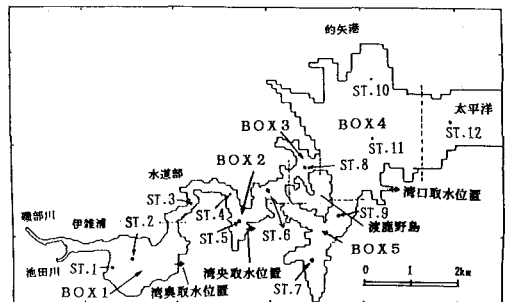 的矢港
ST.10
太平洋
BOX3
BOX4
ST.12
ST.11
水道部
BOX2
ST.8
ST.3
湾口取水位置
磯部川
伊雑浦
ST.4
渡鹿野島
ST.2
ST.5
ST.6
ST.9
池田川
ST.1
湾央取水位置
BOX5
BOX1
湾奥取水位置
ST.7
0 1 2km